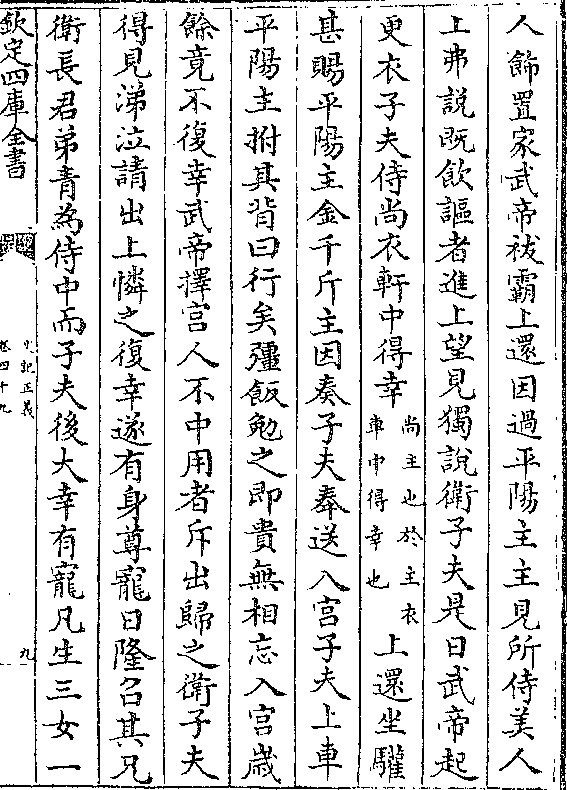 人飾置家武帝祓霸上還因過平陽主主見所侍美人
上弗説既飲謳者進上望見獨説衛子夫是日武帝起
更衣子夫侍尚衣軒中得幸
尚主也於主衣
車中得幸也
上還坐驩
甚賜平陽主金千斤主因奏子夫奉送入宫子夫上車
平陽主拊其背曰行矣彊飯勉之即貴無相忘入宫歳
餘竟不復幸武帝擇宫人不中用者斥出歸之衛子夫
得見涕泣請出上憐之復幸遂有身尊寵日隆召其兄
衛長君弟青為侍中而子夫後大幸有寵凡生三女一
欽定四庫全書
史記正義
卷四十九
九